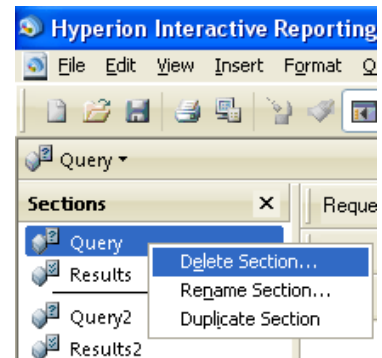 Hyperion Interactive Reporting
File Edit View Insert Format Q
Query
Sections Reque
Query
Delete Section...
Results
Rename Section...
Query2
Duplicate Section
Results2